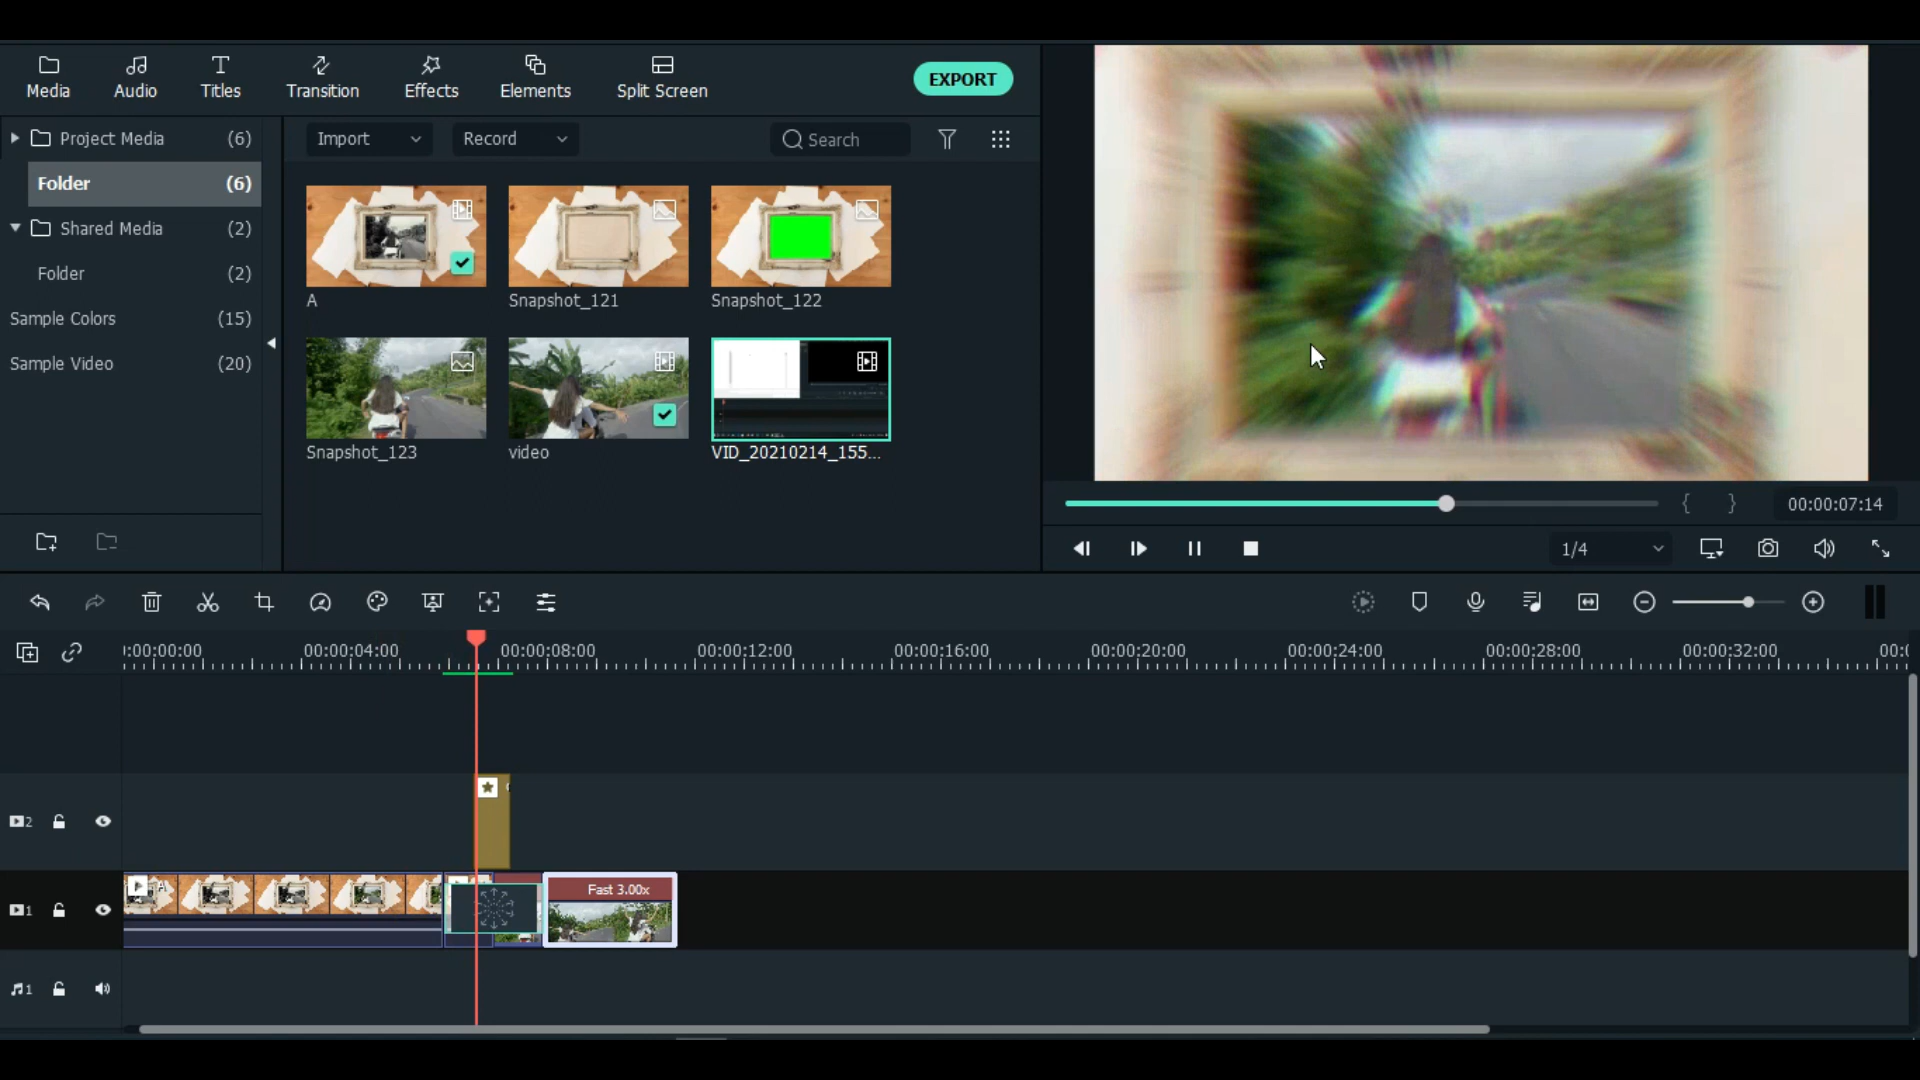 Media
Audio
Titles
Transition
Effects
Elements
Split Screen
EXPORT
Project Media (6)
Folder (6)
Shared Media (2)
Folder (2)
Sample Colors (15)
Sample Video (20)
Import
Record
Search
A
Snapshot_121
Snapshot_122
Snapshot_123
video
VID_20210214_155...
{ }
00:00:07:14
1/4
:00:00:00
00:00:04:00
00:00:08:00
00:00:12:00
00:00:16:00
00:00:20:00
00:00:24:00
00:00:28:00
00:00:32:00
00:(
2
A
Fast 3.00x
1
1